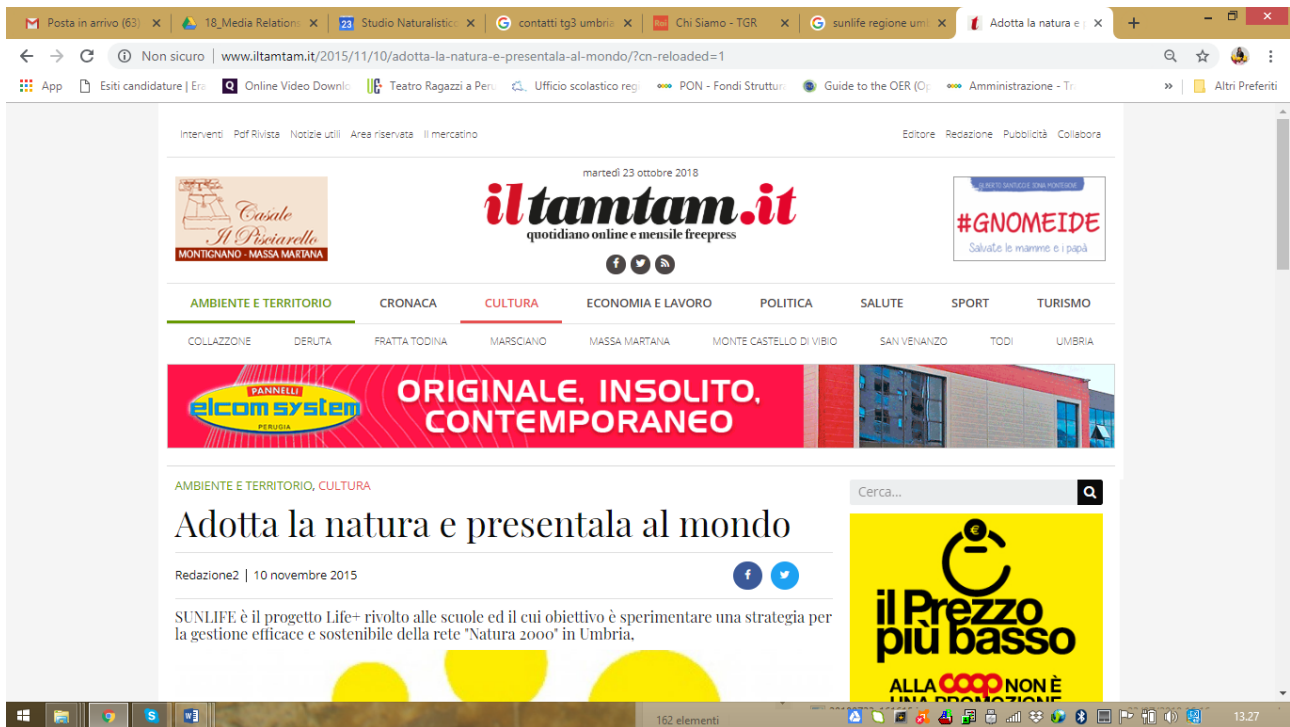 Posta in arrivo (63)
18_Media Relations
Studio Naturalistico
contatti tg3 umbria
Chi Siamo - TGR
sunlife regione um
Adotta la natura e p
Non sicuro | www.iltamtam.it/2015/11/10/adotta-la-natura-e-presentala-al-mondo/?cn-reloaded=1
App
Esiti candidature | Era
Online Video Downlo
Teatro Ragazzi a Peru
Ufficio scolastico regi
PON - Fondi Struttura
Guide to the OER (Op
Amministrazione - Tr
»
Altri Preferiti
Interventi Pdf Rivista Notizie utili Area riservata Il mercatino
Editore Redazione Pubblicità Collabora
martedì 23 ottobre 2018
Casale
Il Pisciarello
MONTIGNANO - MASSA MARTANA
il tamtam.it
quotidiano online e mensile freepress
#GNOMEIDE
Salvate le mamme e i papà
AMBIENTE E TERRITORIO CRONACA CULTURA ECONOMIA E LAVORO POLITICA SALUTE SPORT TURISMO
COLLAZZONE DERUTA FRATTA TODINA MARSCIANO MASSA MARTANA MONTE CASTELLO DI VIBIO SAN VENANZO TODI UMBRIA
PANNELLI
elcom system
PERUGIA
ORIGINALE, INSOLITO,
CONTEMPORANEO
AMBIENTE E TERRITORIO, CULTURA
Adotta la natura e presentala al mondo
Redazione2 | 10 novembre 2015
SUNLIFE è il progetto Life+ rivolto alle scuole ed il cui obiettivo è sperimentare una strategia per
la gestione efficace e sostenibile della rete "Natura 2000" in Umbria,
Cerca...
il Prezzo
più basso
ALLA COOP NON È
UNA PROMOZIONE
162 elementi
13.27